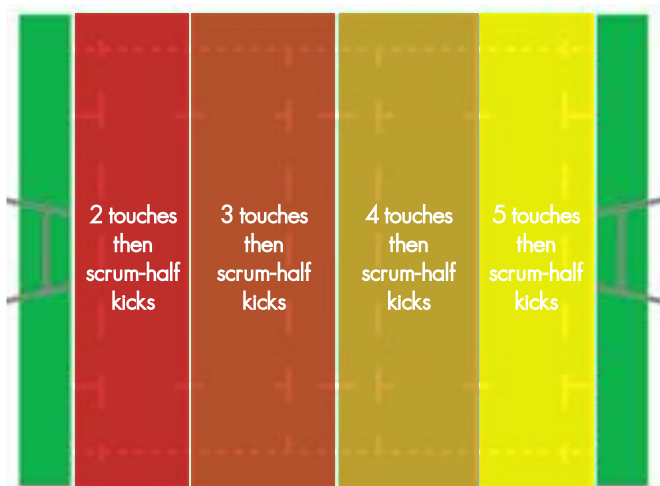 2 touches
then
scrum-half
kicks
3 touches
then
scrum-half
kicks
4 touches
then
scrum-half
kicks
5 touches
then
scrum-half
kicks